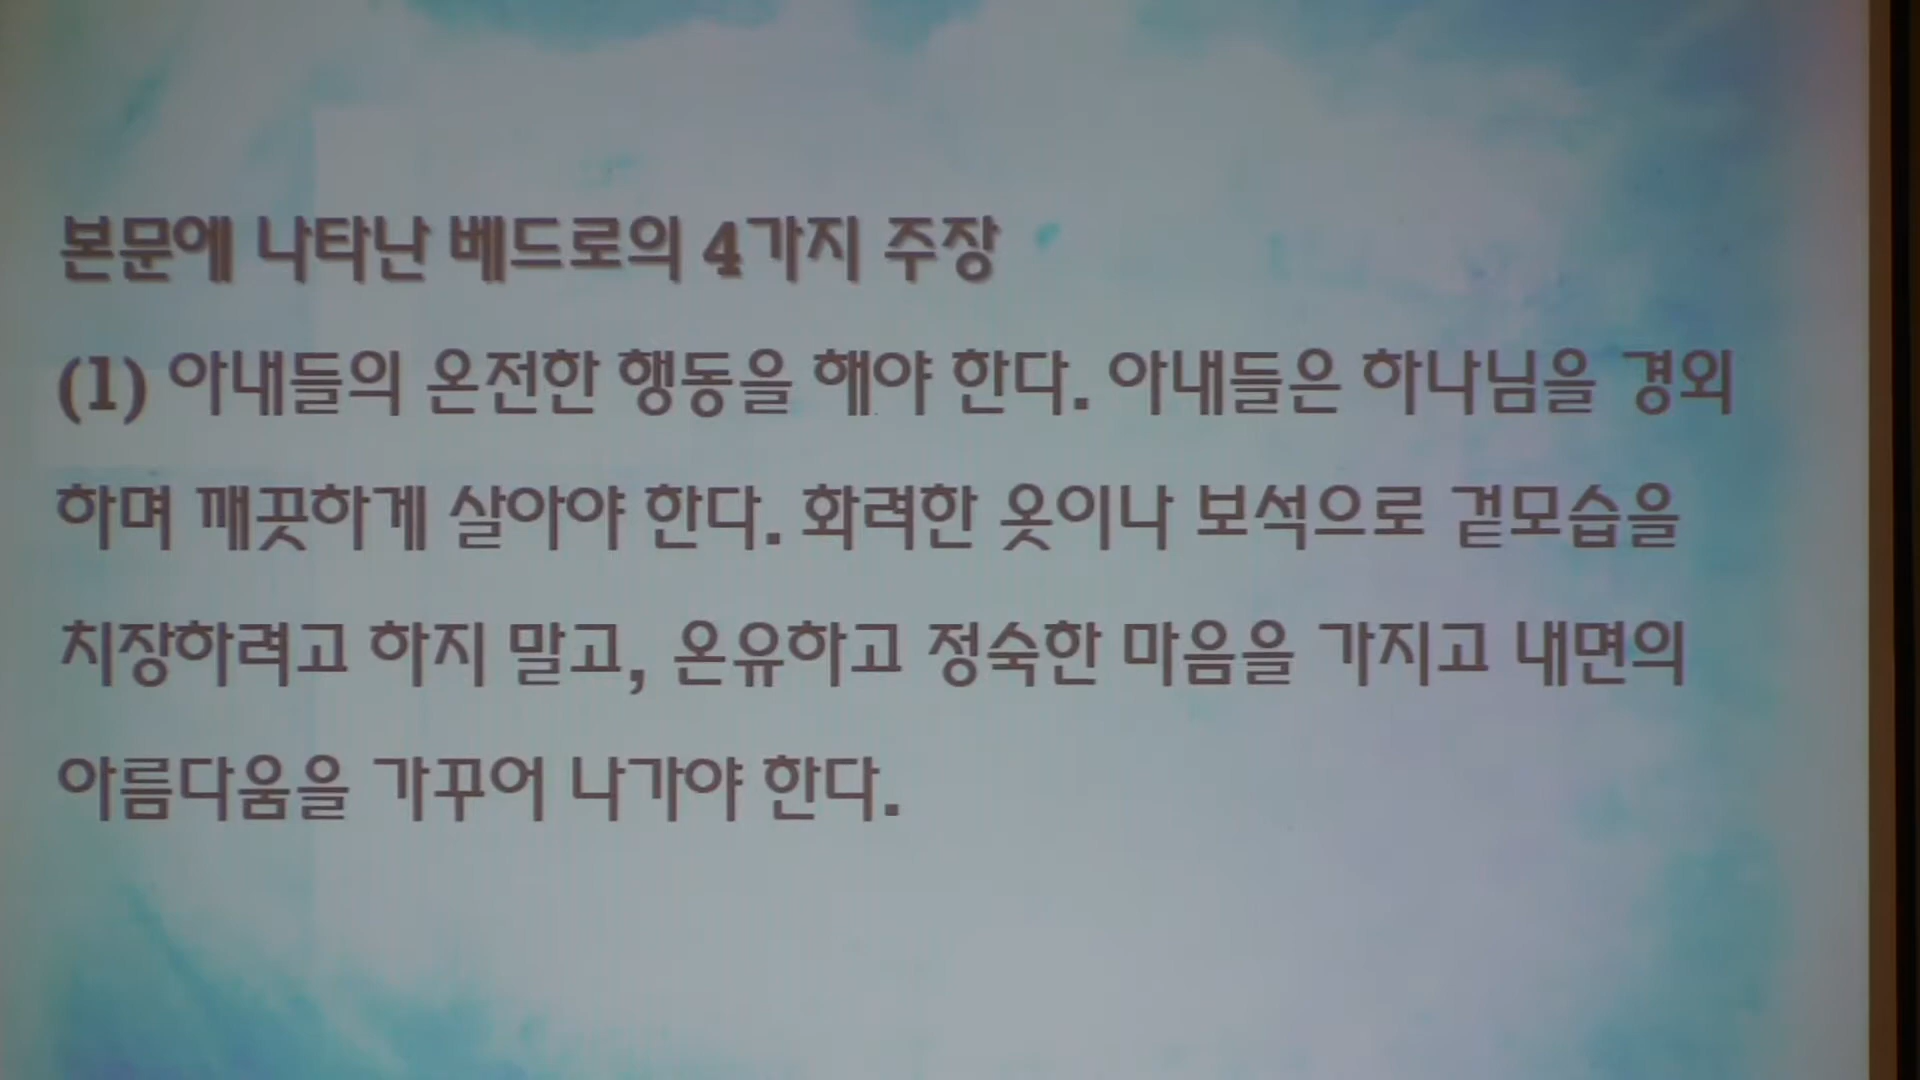 본문에 나타난 베드로의 4가지 주장
(1) 아내들의 온전한 행동을 해야 한다. 아내들은 하나님을 경외
하며 깨끗하게 살아야 한다. 화려한 옷이나 보석으로 겉모습을
치장하려고 하지 말고, 온유하고 정숙한 마음을 가지고 내면의
아름다움을 가꾸어 나가야 한다.